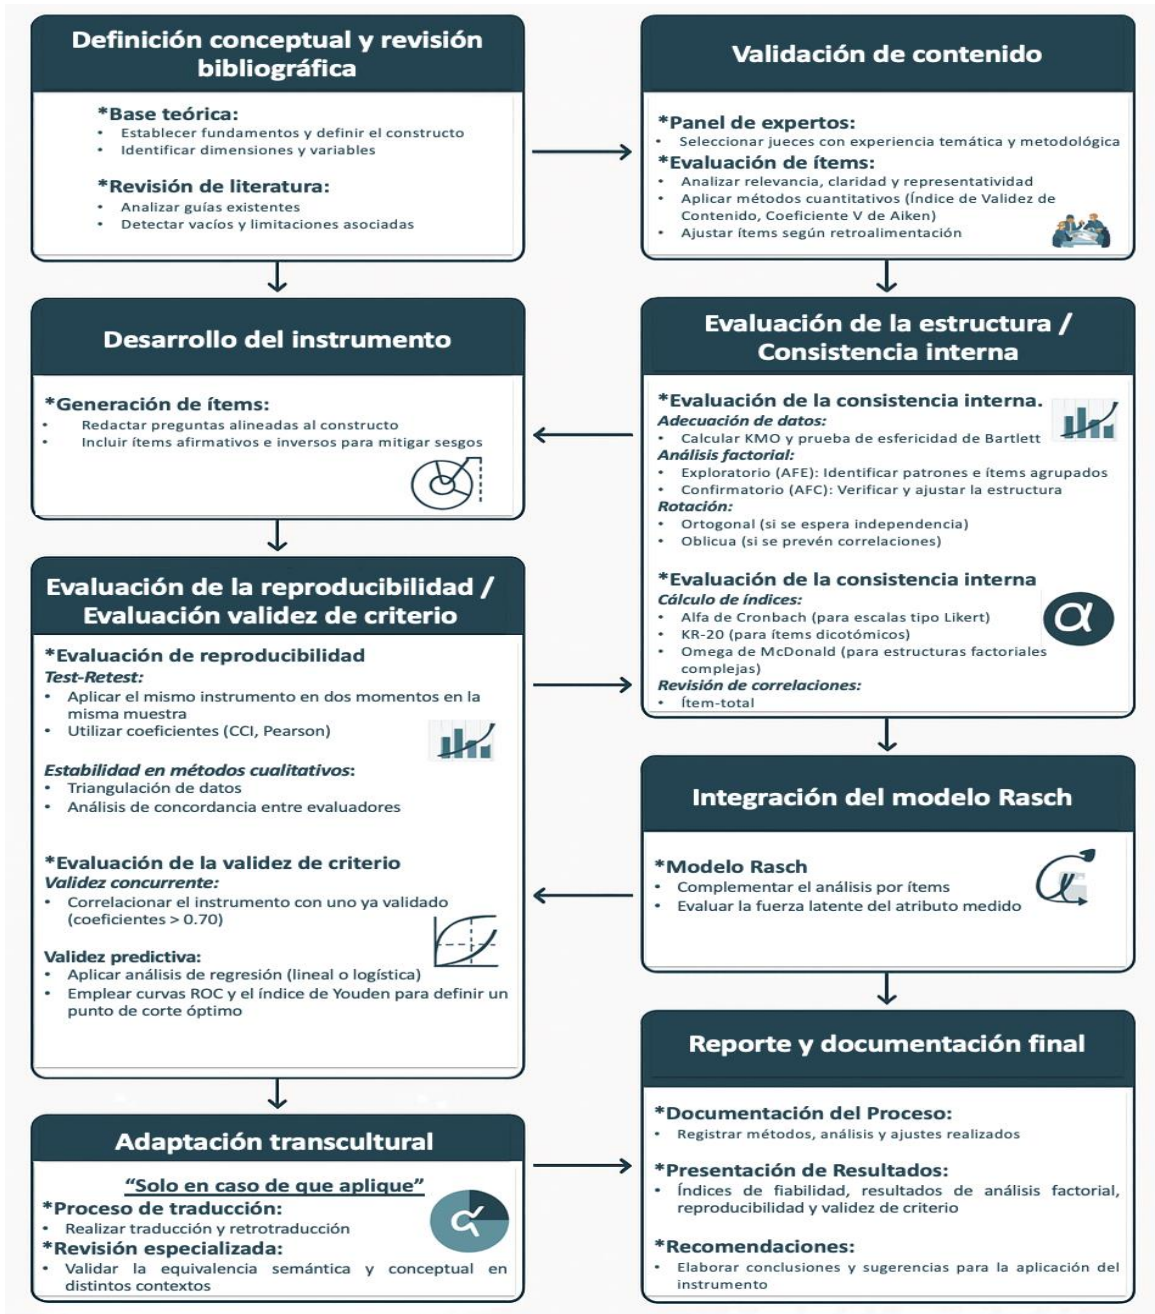 Definición conceptual y revisión
bibliográfica
*Base teórica:
• Establecer fundamentos y definir el constructo
• Identificar dimensiones y variables
*Revisión de literatura:
• Analizar guías existentes
• Detectar vacíos y limitaciones asociadas
Validación de contenido
*Panel de expertos:
• Seleccionar jueces con experiencia temática y metodológica
*Evaluación de ítems:
• Analizar relevancia, claridad y representatividad
• Aplicar métodos cuantitativos (Índice de Validez de
Contenido, Coeficiente V de Aiken)
• Ajustar ítems según retroalimentación
Desarrollo del instrumento
*Generación de ítems:
• Redactar preguntas alineadas al constructo
• Incluir ítems afirmativos e inversos para mitigar sesgos
Evaluación de la estructura /
Consistencia interna
*Evaluación de la consistencia interna.
Adecuación de datos:
• Calcular KMO y prueba de esfericidad de Bartlett
Análisis factorial:
• Exploratorio (AFE): Identificar patrones e ítems agrupados
• Confirmatorio (AFC): Verificar y ajustar la estructura
Rotación:
• Ortogonal (si se espera independencia)
• Oblicua (si se prevén correlaciones)
*Evaluación de la consistencia interna
Cálculo de índices:
• Alfa de Cronbach (para escalas tipo Likert)
• KR-20 (para ítems dicotómicos)
• Omega de McDonald (para estructuras factoriales
complejas)
Revisión de correlaciones:
• Ítem-total
α
Evaluación de la reproducibilidad /
Evaluación validez de criterio
*Evaluación de reproducibilidad
Test-Retest:
• Aplicar el mismo instrumento en dos momentos en la
misma muestra
• Utilizar coeficientes (CCI, Pearson)
Estabilidad en métodos cualitativos:
• Triangulación de datos
• Análisis de concordancia entre evaluadores
*Evaluación de la validez de criterio
Validez concurrente:
• Correlacionar el instrumento con uno ya validado
(coeficientes > 0.70)
Validez predictiva:
• Aplicar análisis de regresión (lineal o logística)
• Emplear curvas ROC y el índice de Youden para definir un
punto de corte óptimo
Integración del modelo Rasch
*Modelo Rasch
• Complementar el análisis por ítems
• Evaluar la fuerza latente del atributo medido
Adaptación transcultural
“Solo en caso de que aplique”
*Proceso de traducción:
• Realizar traducción y retrotraducción
*Revisión especializada:
• Validar la equivalencia semántica y conceptual en
distintos contextos
Reporte y documentación final
*Documentación del Proceso:
• Registrar métodos, análisis y ajustes realizados
*Presentación de Resultados:
• Índices de fiabilidad, resultados de análisis factorial,
reproducibilidad y validez de criterio
*Recomendaciones:
• Elaborar conclusiones y sugerencias para la aplicación del
instrumento